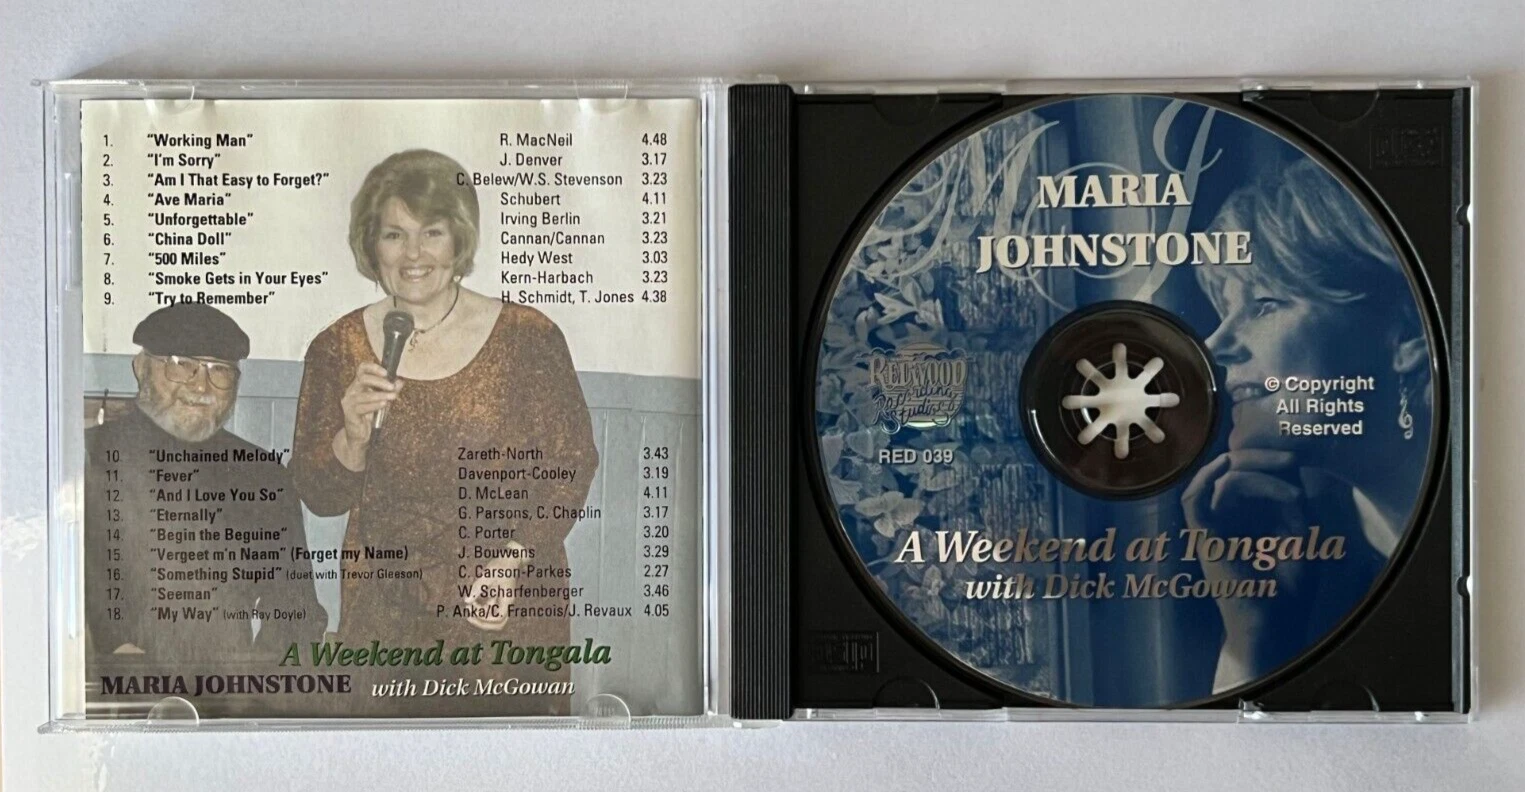 1. "Working Man" R. MacNeil 4.48
2. "I'm Sorry" J. Denver 3.17
3. "Am I That Easy to Forget?" C. Belew/W.S. Stevenson 3.23
4. "Ave Maria" Schubert 4.11
5. "Unforgettable" Irving Berlin 3.21
6. "China Doll" Cannan/Cannan 3.23
7. "500 Miles" Hedy West 3.03
8. "Smoke Gets in Your Eyes" Kern-Harbach 3.23
9. "Try to Remember" H. Schmidt, T. Jones 4.38
10. "Unchained Melody" Zareth-North 3.43
11. "Fever" Davenport-Cooley 3.19
12. "And I Love You So" D. McLean 4.11
13. "Eternally" G. Parsons, C. Chaplin 3.17
14. "Begin the Beguine" C. Porter 3.20
15. "Vergeet m'n Naam" (Forget my Name) J. Bouwens 3.29
16. "Something Stupid" (duet with Trevor Gleeson) C. Carson-Parkes 2.27
17. "Seeman" W. Scharfenberger 3.46
18. "My Way" (with Ray Doyle) P. Anka/C. Francois/J. Revaux 4.05
A Weekend at Tongala
MARIA JOHNSTONE with Dick McGowan
MJ
MARIA
JOHNSTONE
REDWOOD
Recording
Studios
RED 039
© Copyright
All Rights
Reserved
A Weekend at Tongala
with Dick McGowan